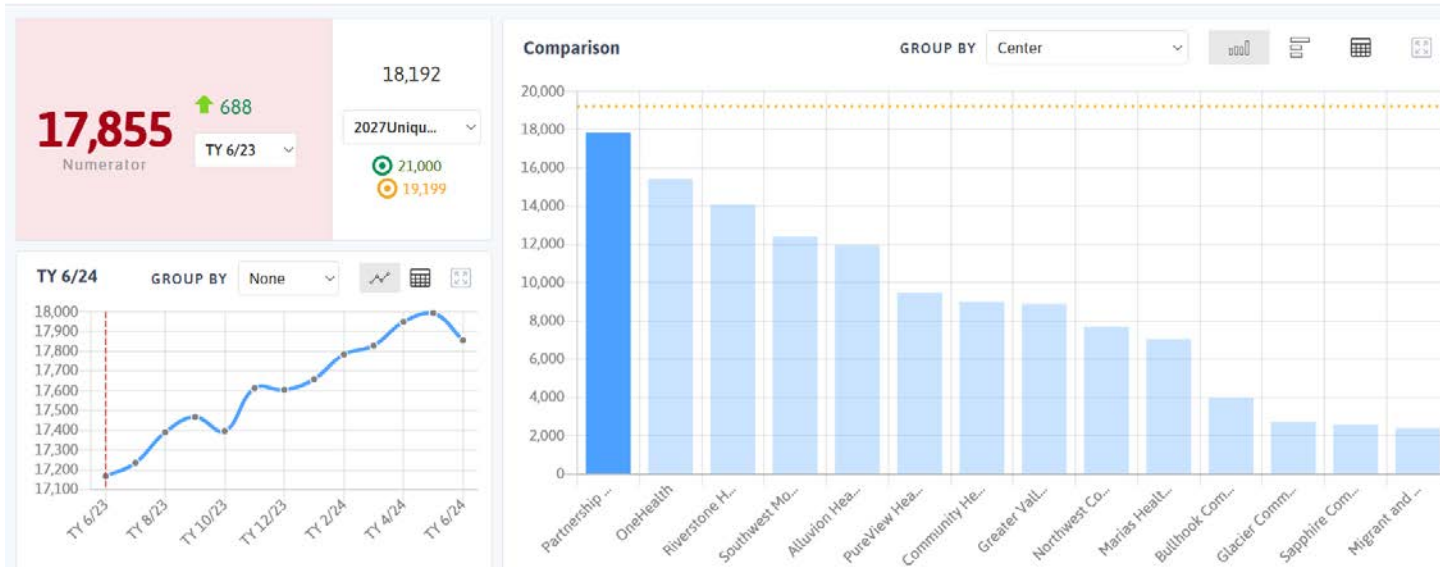 17,855
Numerator
688
TY 6/23
18,192
2027Uniqu...
21,000
19,199
TY 6/24
GROUP BY None
18,000
17,900
17,800
17,700
17,600
17,500
17,400
17,300
17,200
17,100
TY 6/23
TY 8/23
TY 10/23
TY 12/23
TY 2/24
TY 4/24
TY 6/24
Comparison
GROUP BY Center
20,000
18,000
16,000
14,000
12,000
10,000
8,000
6,000
4,000
2,000
0
Partnership ...
OneHealth
Riverstone H...
Southwest Mo...
Alluvion Hea...
PureView Hea...
Community He...
Greater Vall...
Northwest Co...
Marias Healt...
Bullhook Com...
Glacier Comm...
Sapphire Com...
Migrant and ...